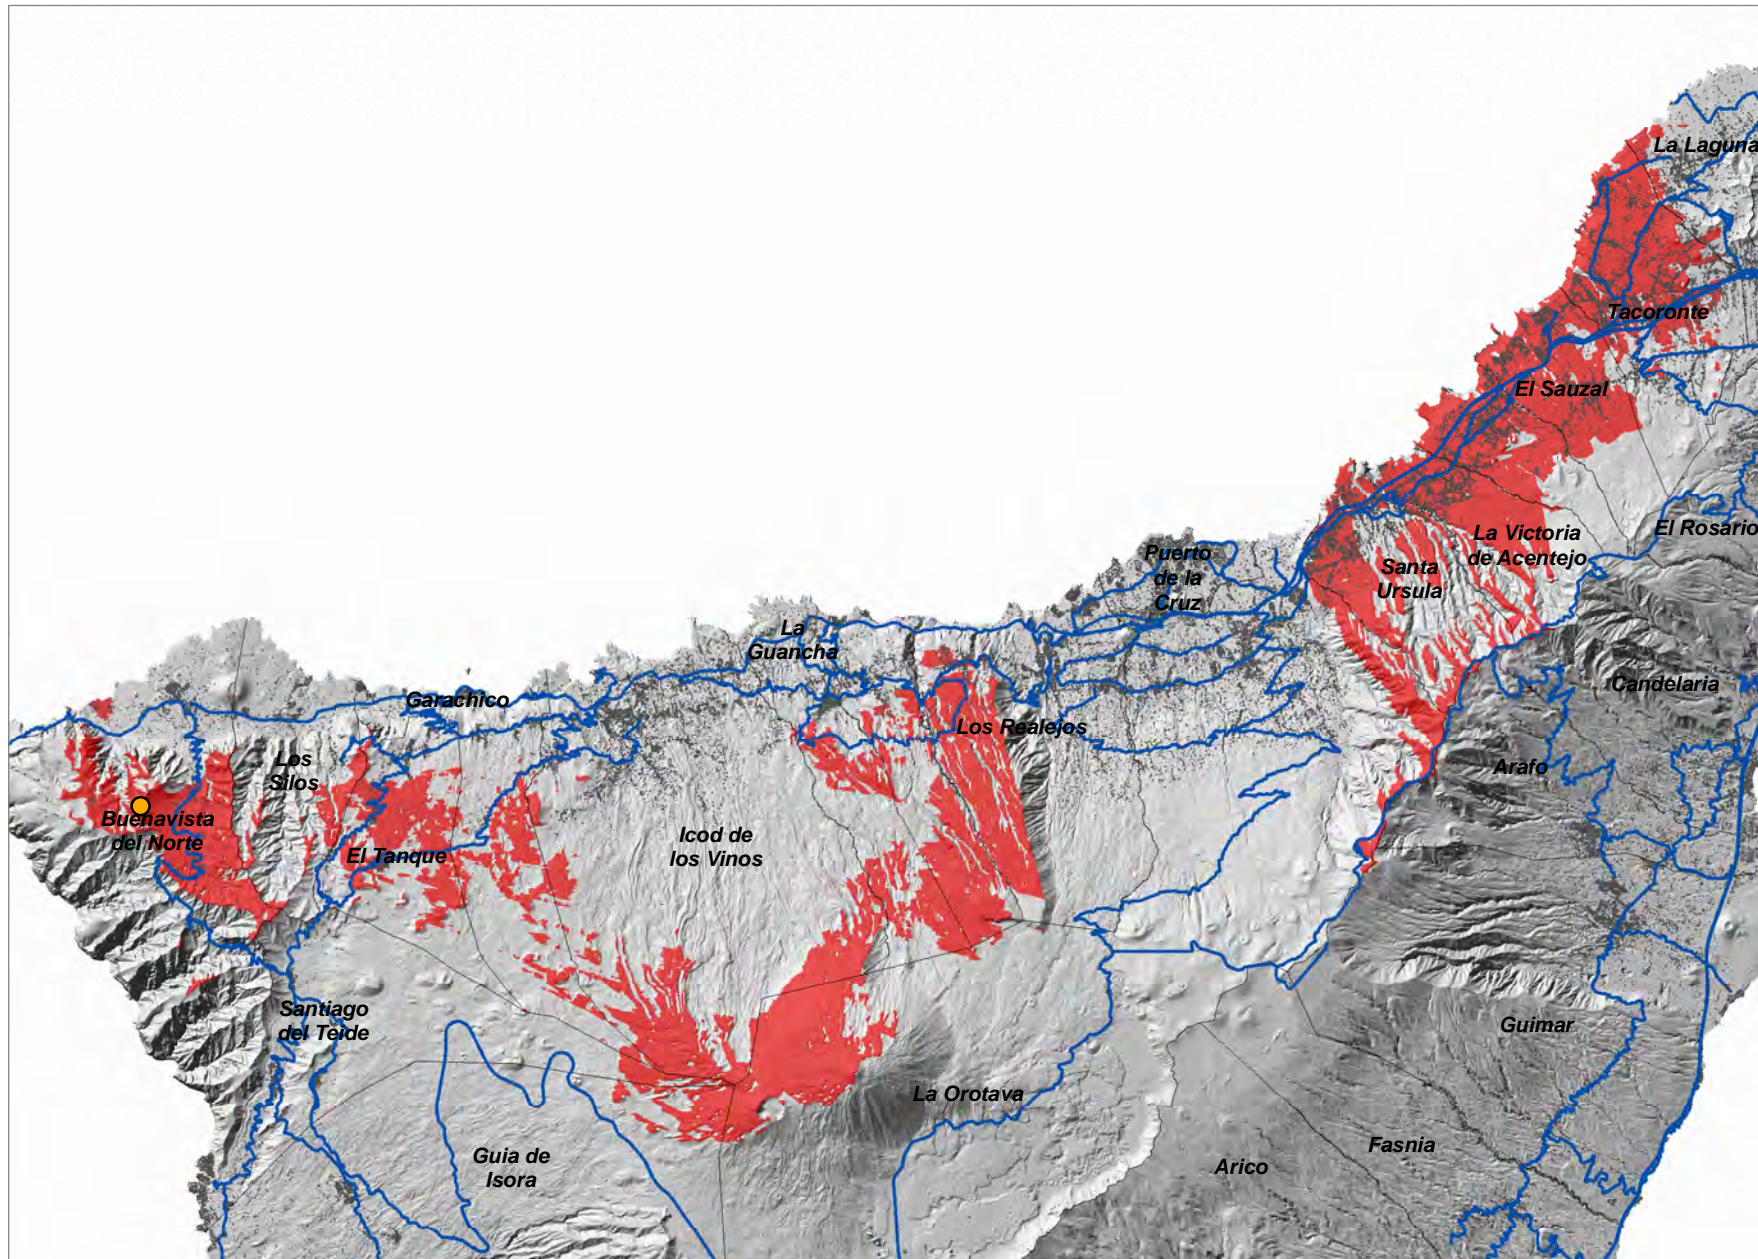 La Laguna
Tacoronte
El Sauzal
El Rosario
La Victoria
de Acentejo
Santa
Ursula
Puerto
de la
Cruz
La
Guancha
Candelaria
Garachico
Los Realejos
Los
Silos
Arafo
Buenavista
del Norte
Icod de
los Vinos
El Tanque
Santiago
del Teide
Guimar
La Orotava
Fasnia
Guia de
Isora
Arico